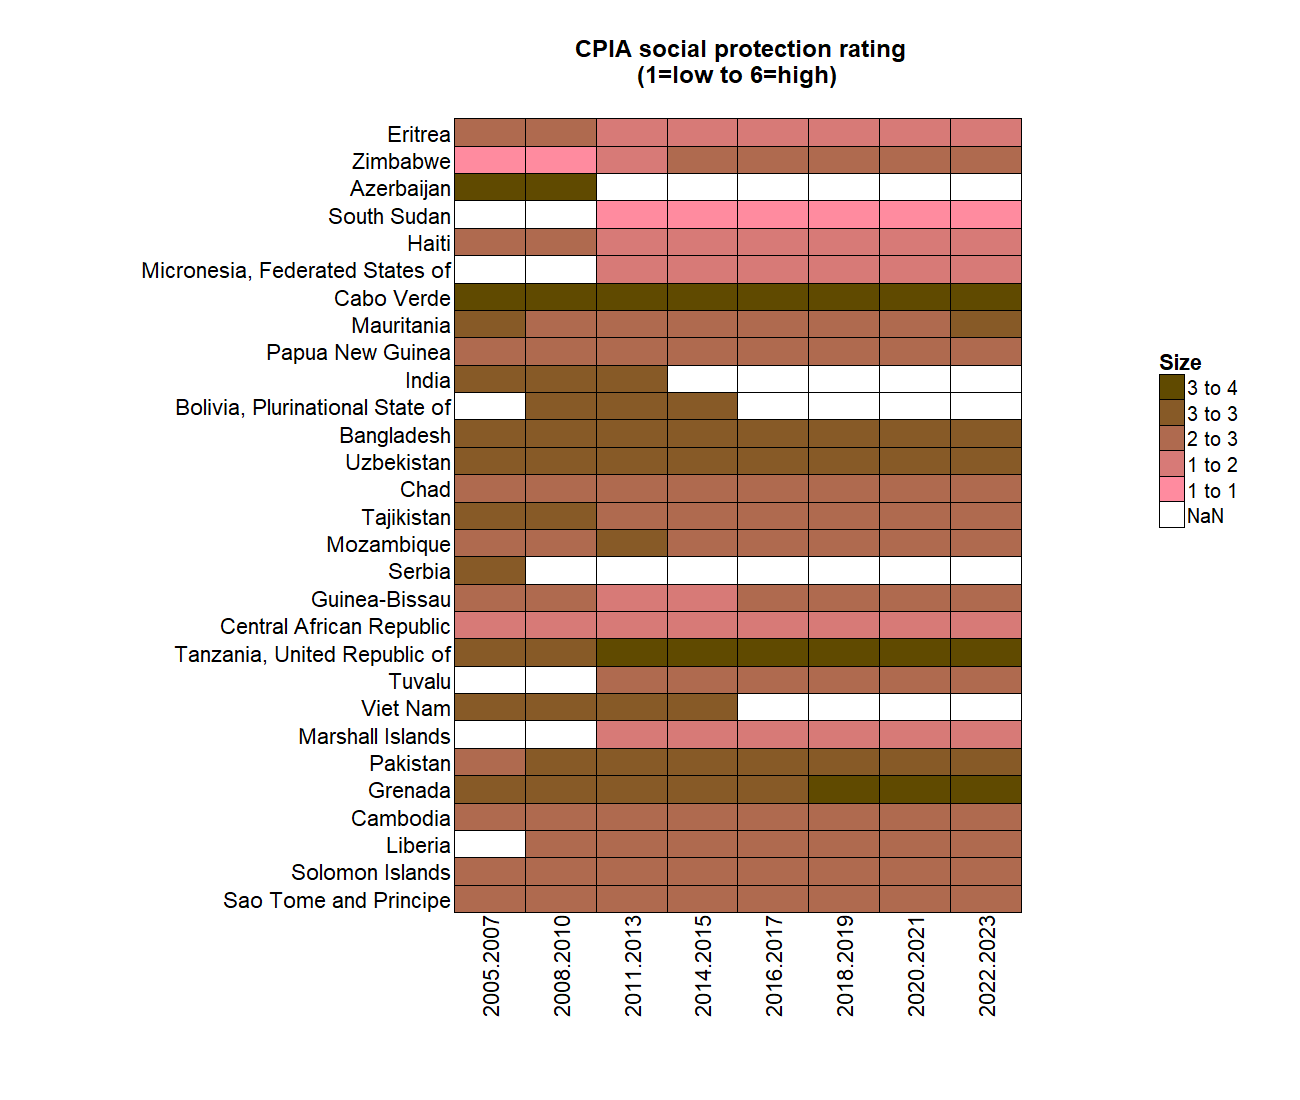 CPIA social protection rating
(1=low to 6=high)
Eritrea
Zimbabwe
Azerbaijan
South Sudan
Haiti
Micronesia, Federated States of
Cabo Verde
Mauritania
Papua New Guinea
India
Bolivia, Plurinational State of
Bangladesh
Uzbekistan
Chad
Tajikistan
Mozambique
Serbia
Guinea-Bissau
Central African Republic
Tanzania, United Republic of
Tuvalu
Viet Nam
Marshall Islands
Pakistan
Grenada
Cambodia
Liberia
Solomon Islands
Sao Tome and Principe
2005.2007
2008.2010
2011.2013
2014.2015
2016.2017
2018.2019
2020.2021
2022.2023
Size
3 to 4
3 to 3
2 to 3
1 to 2
1 to 1
NaN